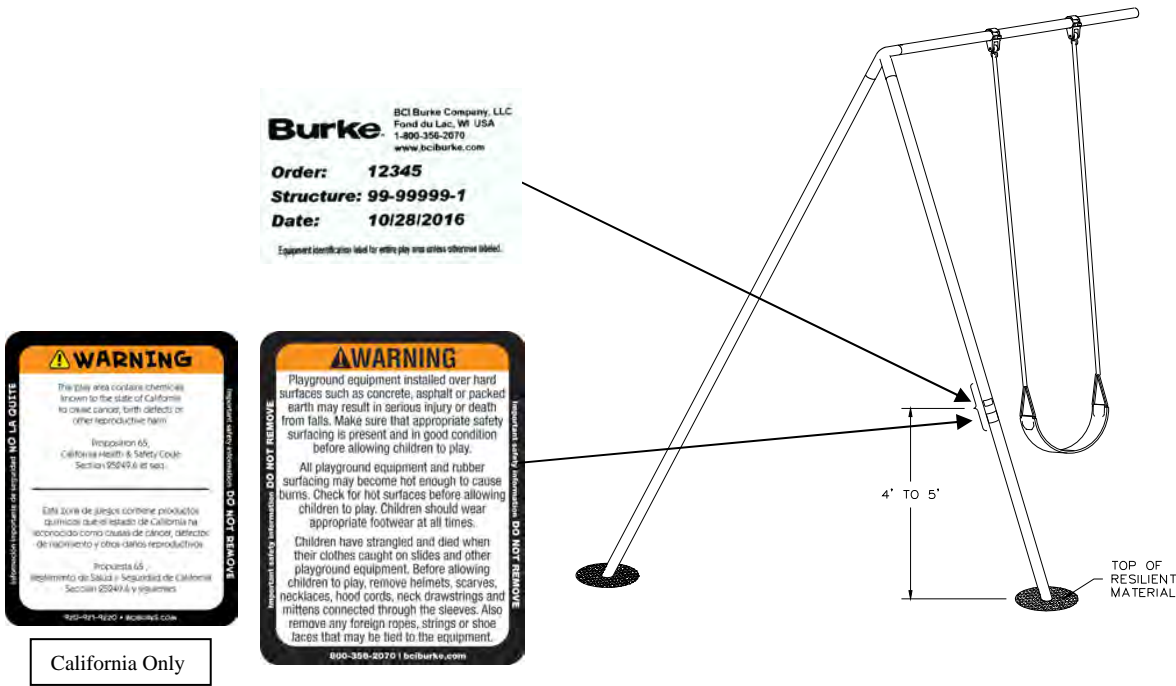 Burke
BCI Burke Company, LLC
Fond du Lac, WI USA
1-800-356-2070
www.bciburke.com
Order: 12345
Structure: 99-99999-1
Date: 10/28/2016
Equipment identification label for entire play area unless otherwise labeled.
WARNING
This play area contains chemicals
known to the state of California
to cause cancer, birth defects or
other reproductive harm
Proposition 65,
California Health & Safety Code
Section 25249.6 et seq.
Esta zona de juegos contiene productos
químicos que el estado de California ha
reconocido como causas de cáncer, defectos
de nacimiento y otros daños reproductivos
Propuesta 65,
Reglamento de Salud y Seguridad de California
Sección 25249.6 y siguientes
920-921-9220 • BCIBURKE.COM
Información importante de seguridad NO LA QUITE
Important safety information DO NOT REMOVE
California Only
WARNING
Playground equipment installed over hard
surfaces such as concrete, asphalt or packed
earth may result in serious injury or death
from falls. Make sure that appropriate safety
surfacing is present and in good condition
before allowing children to play.
All playground equipment and rubber
surfacing may become hot enough to cause
burns. Check for hot surfaces before allowing
children to play. Children should wear
appropriate footwear at all times.
Children have strangled and died when
their clothes caught on slides and other
playground equipment. Before allowing
children to play, remove helmets, scarves,
necklaces, hood cords, neck drawstrings and
mittens connected through the sleeves. Also
remove any foreign ropes, strings or shoe
laces that may be tied to the equipment.
800-356-2070 | bciburke.com
Important safety information DO NOT REMOVE
Important safety information DO NOT REMOVE
4' TO 5'
TOP OF
RESILIENT
MATERIAL